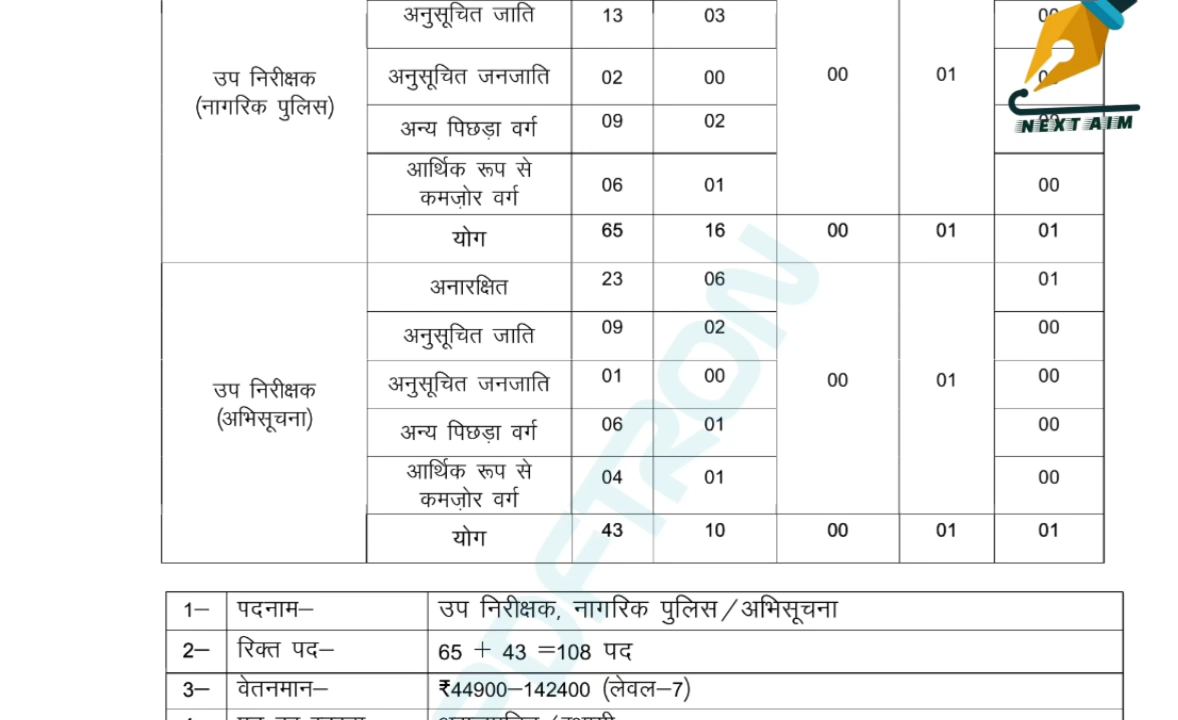 अनुसूचित जाति 13 03
उप निरीक्षक
(नागरिक पुलिस)
अनुसूचित जनजाति 02 00 00 01
अन्य पिछड़ा वर्ग 09 02
NEXT AIM
आर्थिक रूप से
कमज़ोर वर्ग 06 01 00
योग 65 16 00 01 01
अनारक्षित 23 06 01
अनुसूचित जाति 09 02 00
उप निरीक्षक
(अभिसूचना)
अनुसूचित जनजाति 01 00 00 01 00
अन्य पिछड़ा वर्ग 06 01 00
आर्थिक रूप से
कमज़ोर वर्ग 04 01 00
योग 43 10 00 01 01
PDFTRON
1– पदनाम– उप निरीक्षक, नागरिक पुलिस/अभिसूचना
2– रिक्त पद– 65 + 43 =108 पद
3– वेतनमान– ₹44900–142400 (लेवल–7)